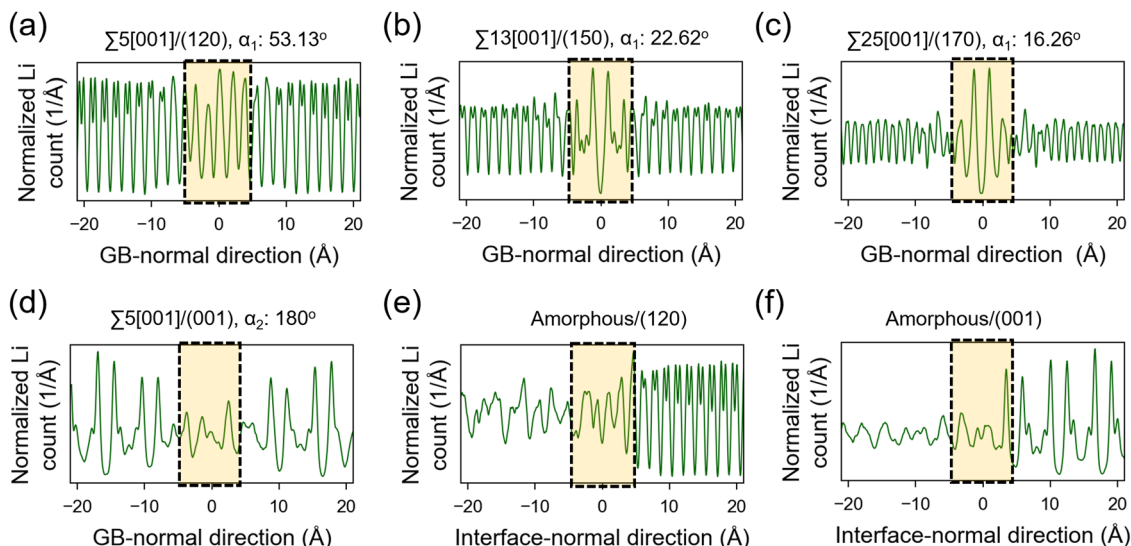 (a)
∑5[001]/(120), α₁: 53.13º
Normalized Li
count (1/Å)
−20 −10 0 10 20
GB-normal direction (Å)
(b)
∑13[001]/(150), α₁: 22.62º
Normalized Li
count (1/Å)
−20 −10 0 10 20
GB-normal direction (Å)
(c)
∑25[001]/(170), α₁: 16.26º
Normalized Li
count (1/Å)
−20 −10 0 10 20
GB-normal direction (Å)
(d)
∑5[001]/(001), α₂: 180º
Normalized Li
count (1/Å)
−20 −10 0 10 20
GB-normal direction (Å)
(e)
Amorphous/(120)
Normalized Li
count (1/Å)
−20 −10 0 10 20
Interface-normal direction (Å)
(f)
Amorphous/(001)
Normalized Li
count (1/Å)
−20 −10 0 10 20
Interface-normal direction (Å)